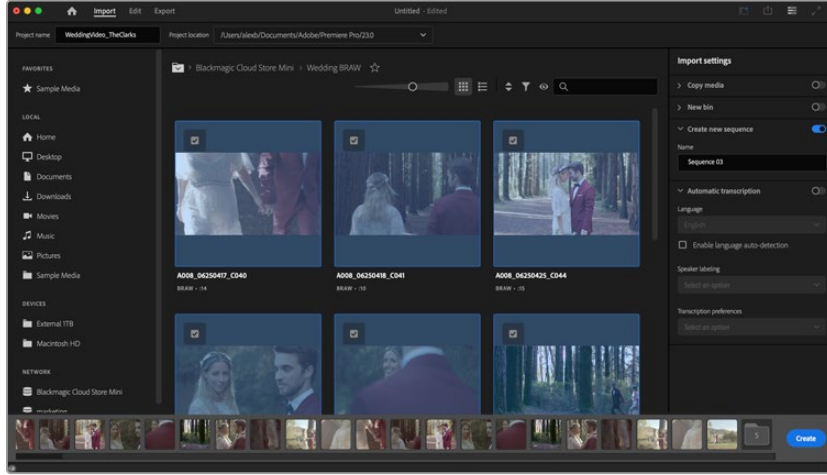 Import
Edit
Export
Untitled - Edited
Project name
WeddingVideo_TheClarks
Project location
/Users/alexb/Documents/Adobe/Premiere Pro/23.0
FAVORITES
Sample Media
LOCAL
Home
Desktop
Documents
Downloads
Movies
Music
Pictures
Sample Media
DEVICES
External 1TB
Macintosh HD
NETWORK
Blackmagic Cloud Store Mini
marketing
Blackmagic Cloud Store Mini > Wedding BRAW
A008_06250417_C040
BRAW - :14
A008_06250418_C041
BRAW - :10
A008_06250425_C044
BRAW - :15
Import settings
Copy media
New bin
Create new sequence
Name
Sequence 03
Automatic transcription
Language
English
Enable language auto-detection
Speaker labeling
Select an option
Transcription preferences
Select an option
5
Create